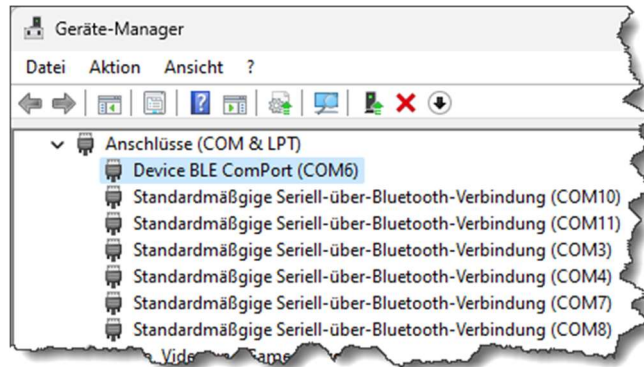 Geräte-Manager
Datei Aktion Ansicht ?
Anschlüsse (COM & LPT)
Device BLE ComPort (COM6)
Standardmäßgige Seriell-über-Bluetooth-Verbindung (COM10)
Standardmäßgige Seriell-über-Bluetooth-Verbindung (COM11)
Standardmäßgige Seriell-über-Bluetooth-Verbindung (COM3)
Standardmäßgige Seriell-über-Bluetooth-Verbindung (COM4)
Standardmäßgige Seriell-über-Bluetooth-Verbindung (COM7)
Standardmäßgige Seriell-über-Bluetooth-Verbindung (COM8)